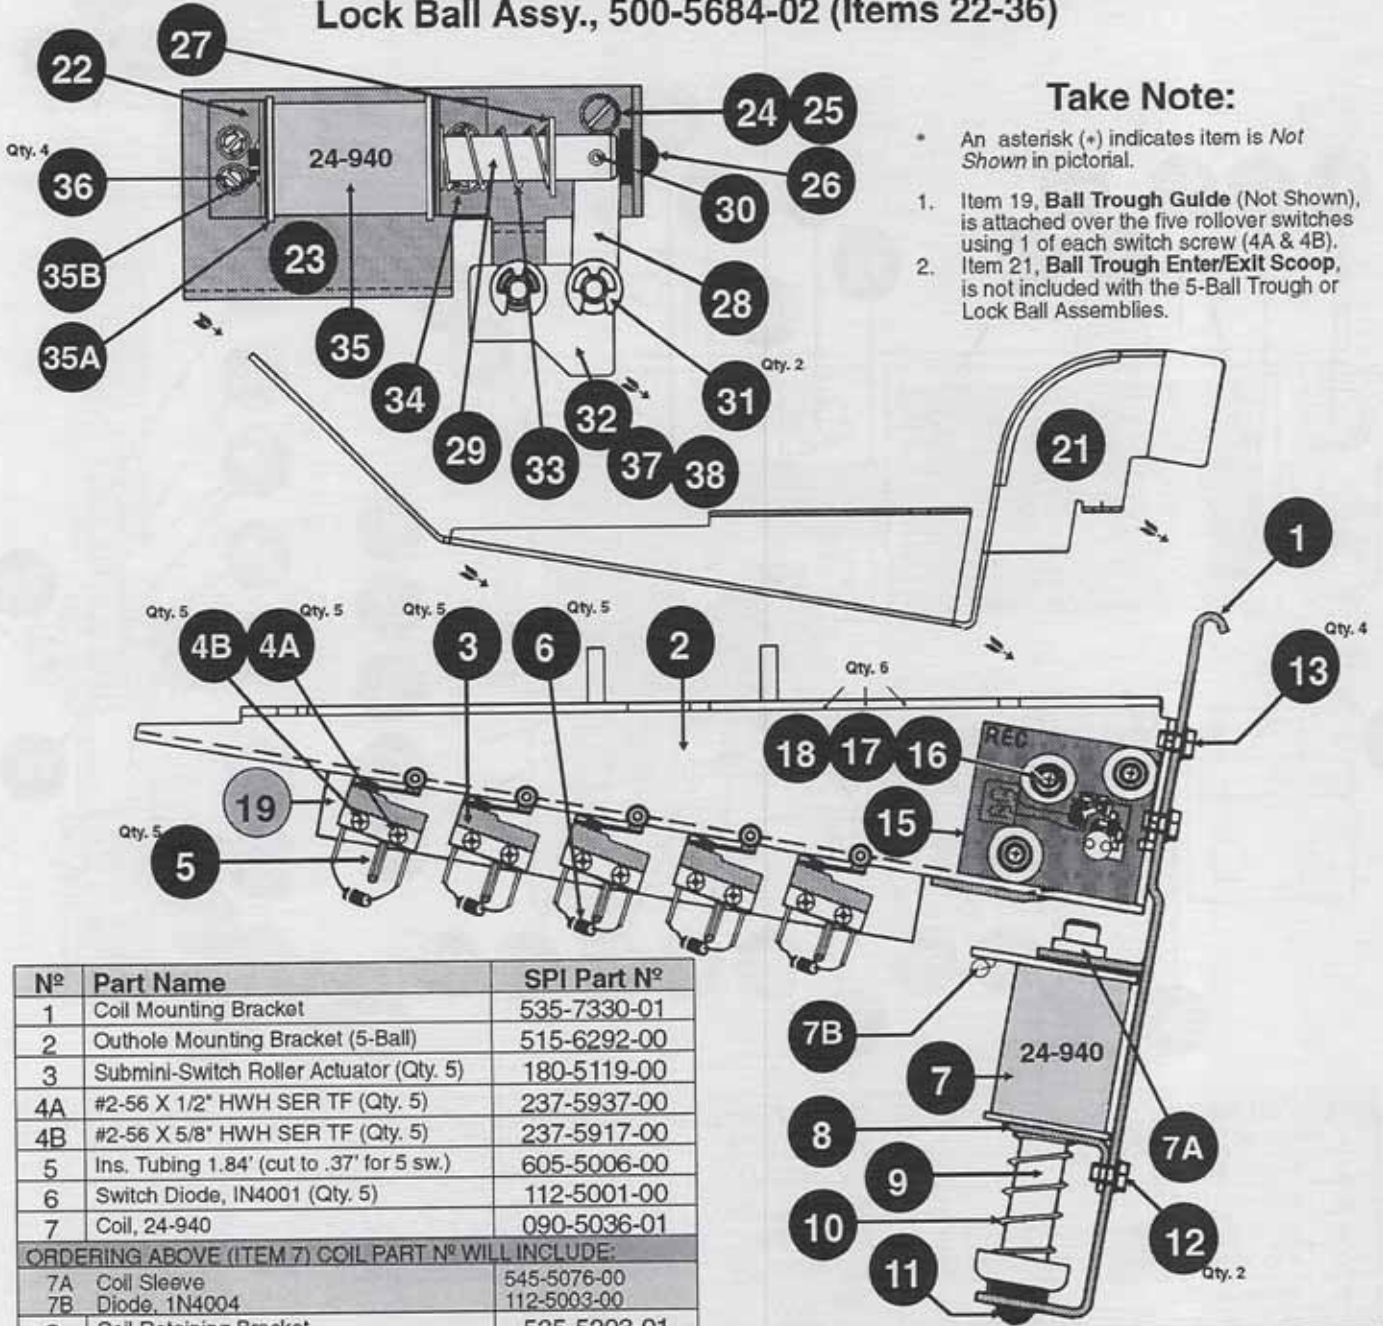 Lock Ball Assy., 500-5684-02 (Items 22-36)
27
22
24 25
Take Note:
* An asterisk (*) indicates item is Not
Shown in pictorial.
1. Item 19, Ball Trough Guide (Not Shown),
is attached over the five rollover switches
using 1 of each switch screw (4A & 4B).
2. Item 21, Ball Trough Enter/Exit Scoop,
is not included with the 5-Ball Trough or
Lock Ball Assemblies.
Qty. 4
36
24-940
26
30
35B
23
28
35A
35
34
31
Qty. 2
29
33
32
37
38
21
1
Qty. 5
4B
4A
Qty. 5
Qty. 5
3
6
Qty. 5
2
Qty. 6
13
Qty. 4
18 17 16
REC
19
15
Qty. 5
5
7B
24-940
7
8
7A
9
10
12
Qty. 2
11
Nº Part Name SPI Part Nº
1 Coil Mounting Bracket 535-7330-01
2 Outhole Mounting Bracket (5-Ball) 515-6292-00
3 Submini-Switch Roller Actuator (Qty. 5) 180-5119-00
4A #2-56 X 1/2" HWH SER TF (Qty. 5) 237-5937-00
4B #2-56 X 5/8" HWH SER TF (Qty. 5) 237-5917-00
5 Ins. Tubing 1.84' (cut to .37' for 5 sw.) 605-5006-00
6 Switch Diode, IN4001 (Qty. 5) 112-5001-00
7 Coil, 24-940 090-5036-01
ORDERING ABOVE (ITEM 7) COIL PART Nº WILL INCLUDE:
7A Coil Sleeve 545-5076-00
7B Diode, 1N4004 112-5003-00